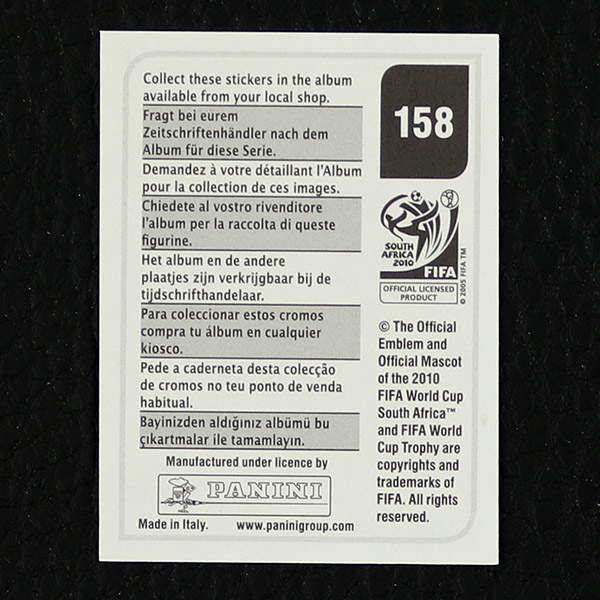 Collect these stickers in the album
available from your local shop.
Fragt bei eurem
Zeitschriftenhändler nach dem
Album für diese Serie.
Demandez à votre détaillant l'Album
pour la collection de ces images.
Chiedete al vostro rivenditore
l'album per la raccolta di queste
figurine.
Het album en de andere
plaatjes zijn verkrijgbaar bij de
tijdschrifthandelaar.
Para coleccionar estos cromos
compra tu álbum en cualquier
kiosco.
Pede a caderneta desta colecção
de cromos no teu ponto de venda
habitual.
Bayinizden aldığınız albümü bu
çıkartmalar ile tamamlayın.
Manufactured under licence by
PANINI
Made in Italy. www.paninigroup.com
158
SOUTH
AFRICA
2010
FIFA
OFFICIAL LICENSED
PRODUCT
© 2005 FIFA TM
© The Official
Emblem and
Official Mascot
of the 2010
FIFA World Cup
South Africa™
and FIFA World
Cup Trophy are
copyrights and
trademarks of
FIFA. All rights
reserved.